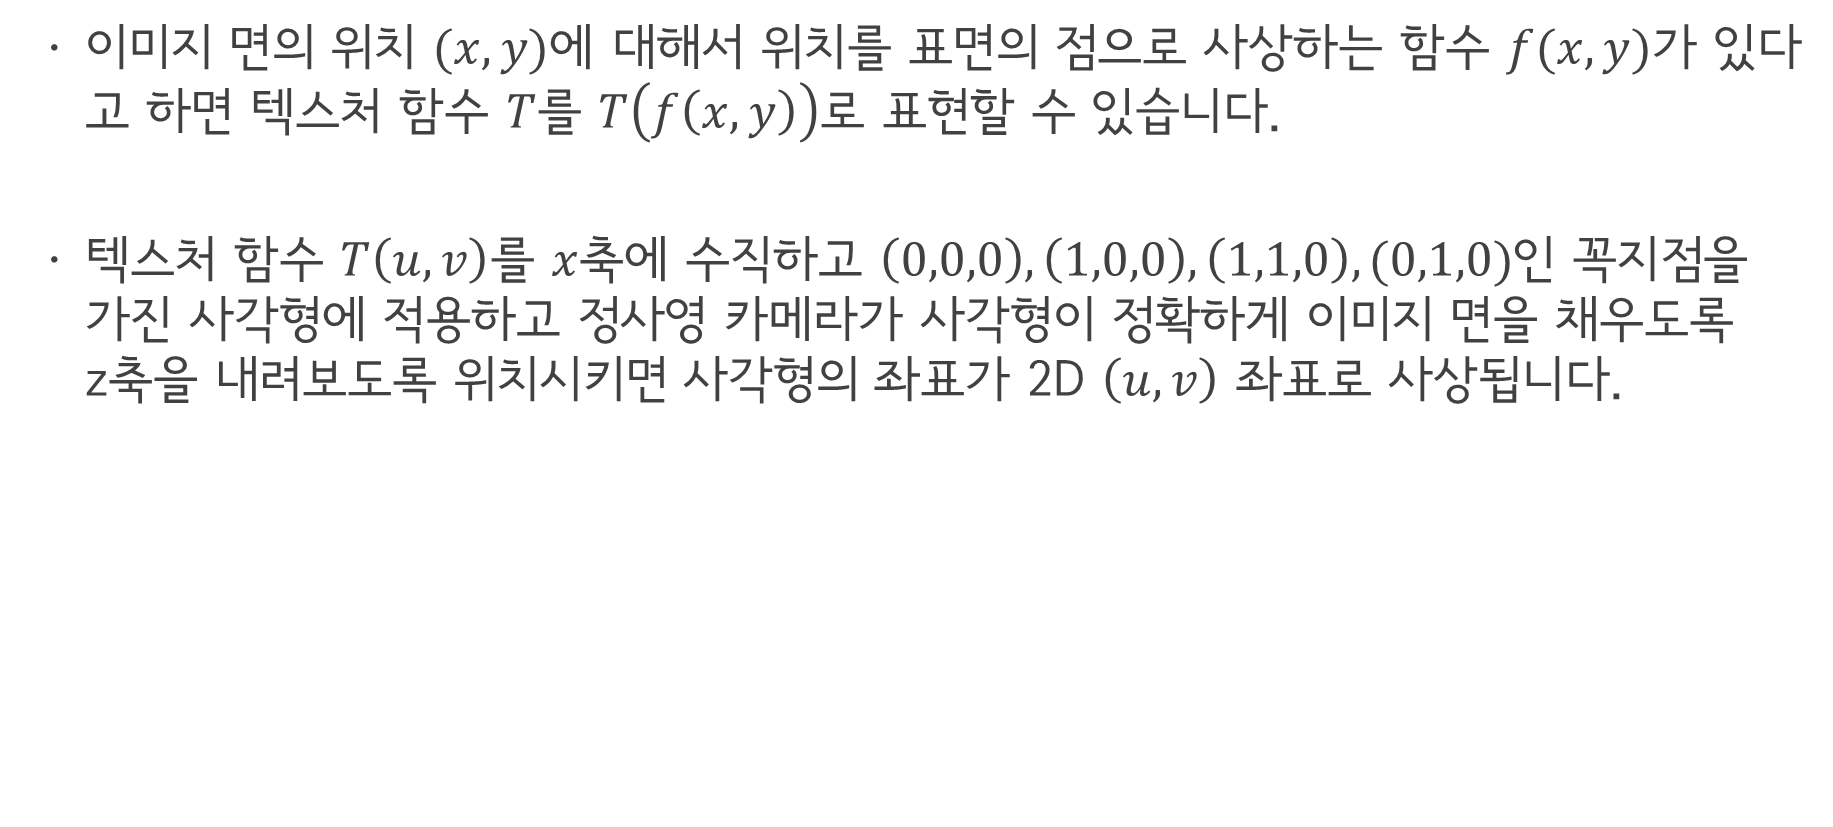 · 이미지 면의 위치 (x, y)에 대해서 위치를 표면의 점으로 사상하는 함수 f(x, y)가 있다
고 하면 텍스처 함수 T를 T(f(x, y))로 표현할 수 있습니다.
· 텍스처 함수 T(u, v)를 x축에 수직하고 (0,0,0), (1,0,0), (1,1,0), (0,1,0)인 꼭지점을
가진 사각형에 적용하고 정사영 카메라가 사각형이 정확하게 이미지 면을 채우도록
z축을 내려보도록 위치시키면 사각형의 좌표가 2D (u, v) 좌표로 사상됩니다.